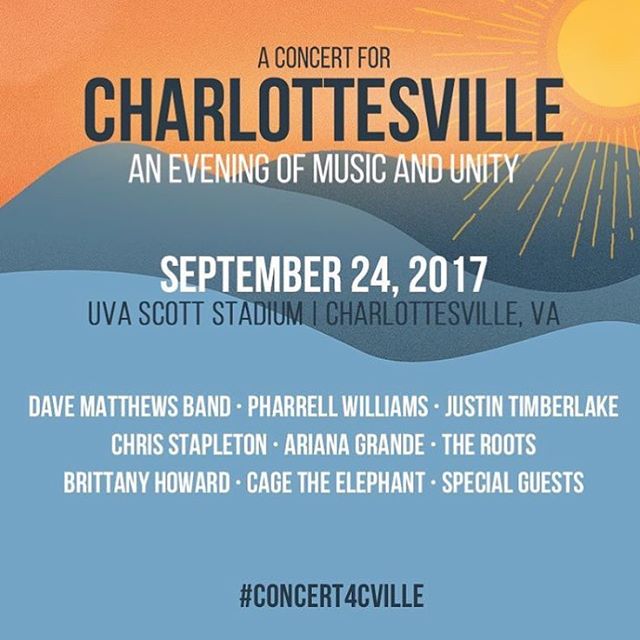 A CONCERT FOR
CHARLOTTESVILLE
AN EVENING OF MUSIC AND UNITY
SEPTEMBER 24, 2017
UVA SCOTT STADIUM | CHARLOTTESVILLE, VA
DAVE MATTHEWS BAND • PHARRELL WILLIAMS • JUSTIN TIMBERLAKE
CHRIS STAPLETON • ARIANA GRANDE • THE ROOTS
BRITTANY HOWARD • CAGE THE ELEPHANT • SPECIAL GUESTS
#CONCERT4CVILLE